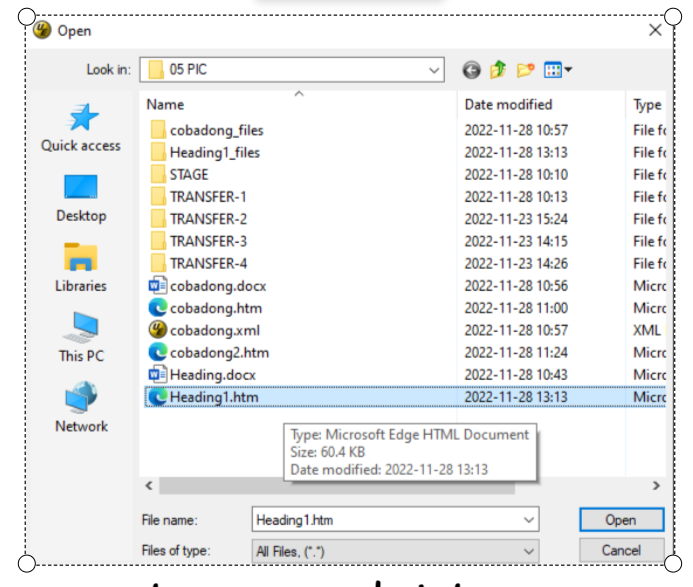 Open
Look in: 05 PIC
Name Date modified Type
Quick access
Desktop
Libraries
This PC
Network
cobadong_files 2022-11-28 10:57 File fo
Heading1_files 2022-11-28 13:13 File fo
STAGE 2022-11-28 10:10 File fo
TRANSFER-1 2022-11-28 10:13 File fo
TRANSFER-2 2022-11-23 15:24 File fo
TRANSFER-3 2022-11-23 14:15 File fo
TRANSFER-4 2022-11-23 14:26 File fo
cobadong.docx 2022-11-28 10:56 Micro
cobadong.htm 2022-11-28 11:00 Micro
cobadong.xml 2022-11-28 10:57 XML
cobadong2.htm 2022-11-28 11:24 Micro
Heading.docx 2022-11-28 10:43 Micro
Heading1.htm 2022-11-28 13:13 Micro
Type: Microsoft Edge HTML Document
Size: 60.4 KB
Date modified: 2022-11-28 13:13
File name: Heading1.htm Open
Files of type: All Files, (*.*) Cancel